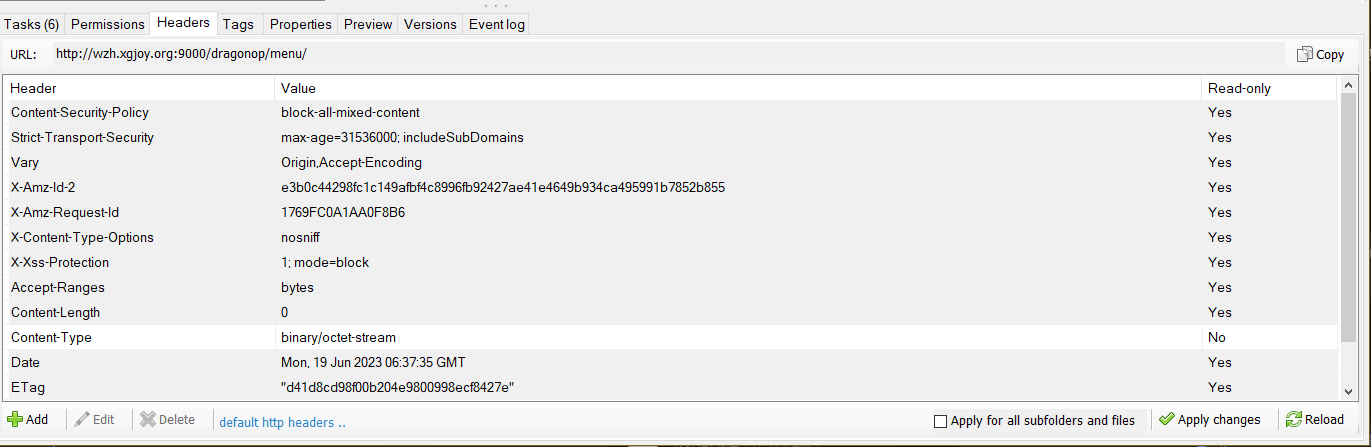 Tasks (6) Permissions Headers Tags Properties Preview Versions Event log
URL: http://wzh.xgjoy.org:9000/dragonop/menu/ Copy
Header Value Read-only
Content-Security-Policy block-all-mixed-content Yes
Strict-Transport-Security max-age=31536000; includeSubDomains Yes
Vary Origin,Accept-Encoding Yes
X-Amz-Id-2 e3b0c44298fc1c149afbf4c8996fb92427ae41e4649b934ca495991b7852b855 Yes
X-Amz-Request-Id 1769FC0A1AA0F8B6 Yes
X-Content-Type-Options nosniff Yes
X-Xss-Protection 1; mode=block Yes
Accept-Ranges bytes Yes
Content-Length 0 Yes
Content-Type binary/octet-stream No
Date Mon, 19 Jun 2023 06:37:35 GMT Yes
ETag "d41d8cd98f00b204e9800998ecf8427e" Yes
Add Edit Delete default http headers .. Apply for all subfolders and files Apply changes Reload